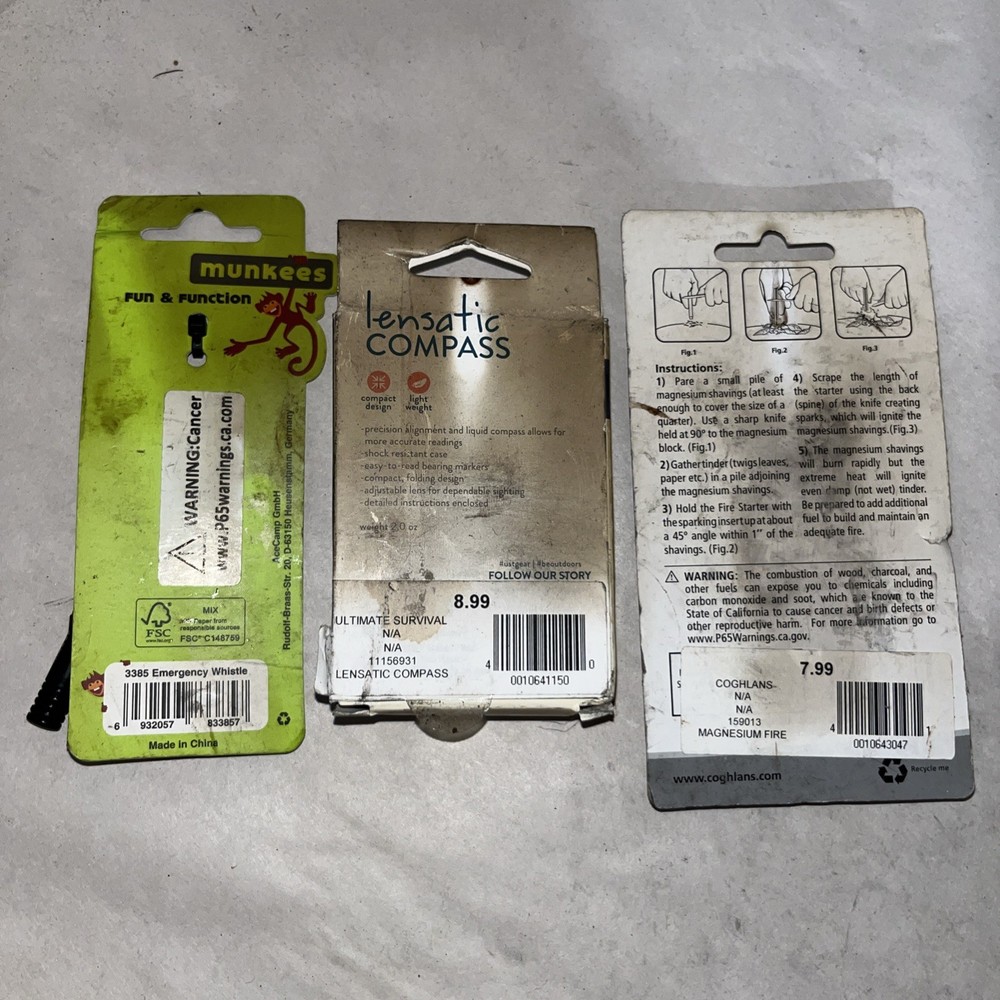 munkees
Fun & Function
WARNING:Cancer
www.P65warnings.ca.com
AceCamp GmbH
Rudolf-Braas-Str. 20, D-63150 Heusenstamm, Germany
FSC
www.fsc.org
MIX
Paper from
responsible sources
FSC® C148759
3385 Emergency Whistle
6 932057 833857
Made in China
lensatic
COMPASS
compact
design
light
weight
-precision alignment and liquid compass allows for
more accurate readings
-shock resistant case
-easy-to-read bearing markers
-compact, folding design
-adjustable lens for dependable sighting
-detailed instructions enclosed
weight 2.0 oz
#ustgear | #beoutdoors
FOLLOW OUR STORY
8.99
ULTIMATE SURVIVAL
N/A
N/A
11156931
LENSATIC COMPASS
4 0
0010641150
Fig.1
Fig.2
Fig.3
Instructions:
1) Pare a small pile of
magnesium shavings (at least
enough to cover the size of a
quarter). Use a sharp knife
held at 90° to the magnesium
block. (Fig.1)
2) Gather tinder (twigs leaves,
paper etc.) in a pile adjoining
the magnesium shavings.
3) Hold the Fire Starter with
the sparking insert up at about
a 45° angle within 1" of the
shavings. (Fig.2)
4) Scrape the length of
the starter using the back
(spine) of the knife creating
sparks, which will ignite the
magnesium shavings.(Fig.3)
5) The magnesium shavings
will burn rapidly but the
extreme heat will ignite
even damp (not wet) tinder.
Be prepared to add additional
fuel to build and maintain an
adequate fire.
WARNING: The combustion of wood, charcoal, and
other fuels can expose you to chemicals including
carbon monoxide and soot, which are known to the
State of California to cause cancer and birth defects or
other reproductive harm. For more information go to
www.P65Warnings.ca.gov.
7.99
COGHLANS
N/A
N/A
159013
MAGNESIUM FIRE
4 1
0010643047
www.coghlans.com
Recycle me